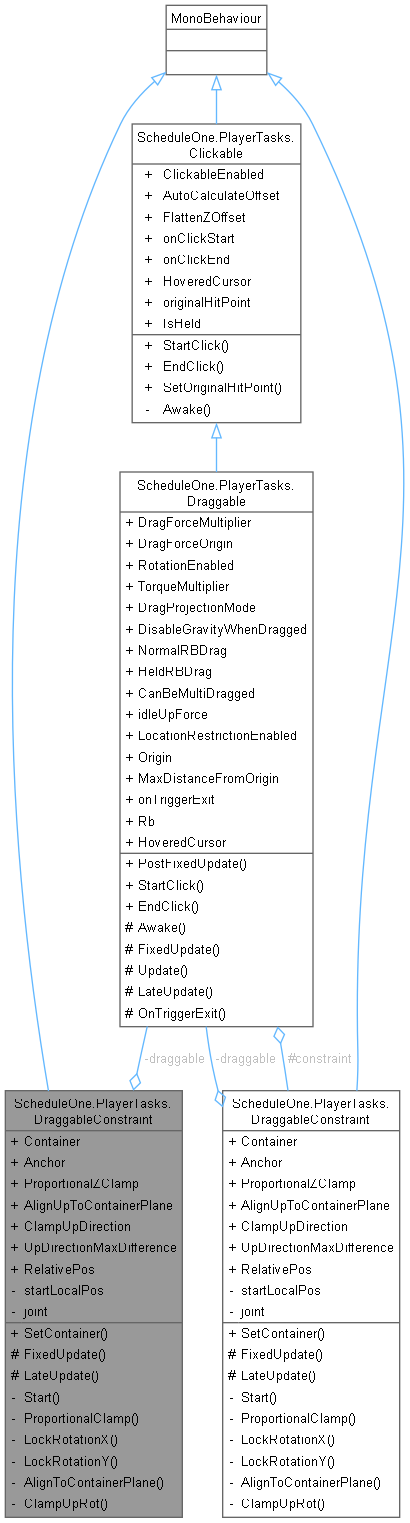 MonoBehaviour
ScheduleOne.PlayerTasks.
Clickable
+ ClickableEnabled
+ AutoCalculateOffset
+ FlattenZOffset
+ onClickStart
+ onClickEnd
+ HoveredCursor
+ originalHitPoint
+ IsHeld
+ StartClick()
+ EndClick()
+ SetOriginalHitPoint()
- Awake()
ScheduleOne.PlayerTasks.
Draggable
+ DragForceMultiplier
+ DragForceOrigin
+ RotationEnabled
+ TorqueMultiplier
+ DragProjectionMode
+ DisableGravityWhenDragged
+ NormalRBDrag
+ HeldRBDrag
+ CanBeMultiDragged
+ idleUpForce
+ LocationRestrictionEnabled
+ Origin
+ MaxDistanceFromOrigin
+ onTriggerExit
+ Rb
+ HoveredCursor
+ PostFixedUpdate()
+ StartClick()
+ EndClick()
# Awake()
# FixedUpdate()
# Update()
# LateUpdate()
# OnTriggerExit()
-draggable
-draggable
#constraint
ScheduleOne.PlayerTasks.
DraggableConstraint
+ Container
+ Anchor
+ ProportionalZClamp
+ AlignUpToContainerPlane
+ ClampUpDirection
+ UpDirectionMaxDifference
+ RelativePos
- startLocalPos
- joint
+ SetContainer()
# FixedUpdate()
# LateUpdate()
- Start()
- ProportionalClamp()
- LockRotationX()
- LockRotationY()
- AlignToContainerPlane()
- ClampUpRot()
ScheduleOne.PlayerTasks.
DraggableConstraint
+ Container
+ Anchor
+ ProportionalZClamp
+ AlignUpToContainerPlane
+ ClampUpDirection
+ UpDirectionMaxDifference
+ RelativePos
- startLocalPos
- joint
+ SetContainer()
# FixedUpdate()
# LateUpdate()
- Start()
- ProportionalClamp()
- LockRotationX()
- LockRotationY()
- AlignToContainerPlane()
- ClampUpRot()